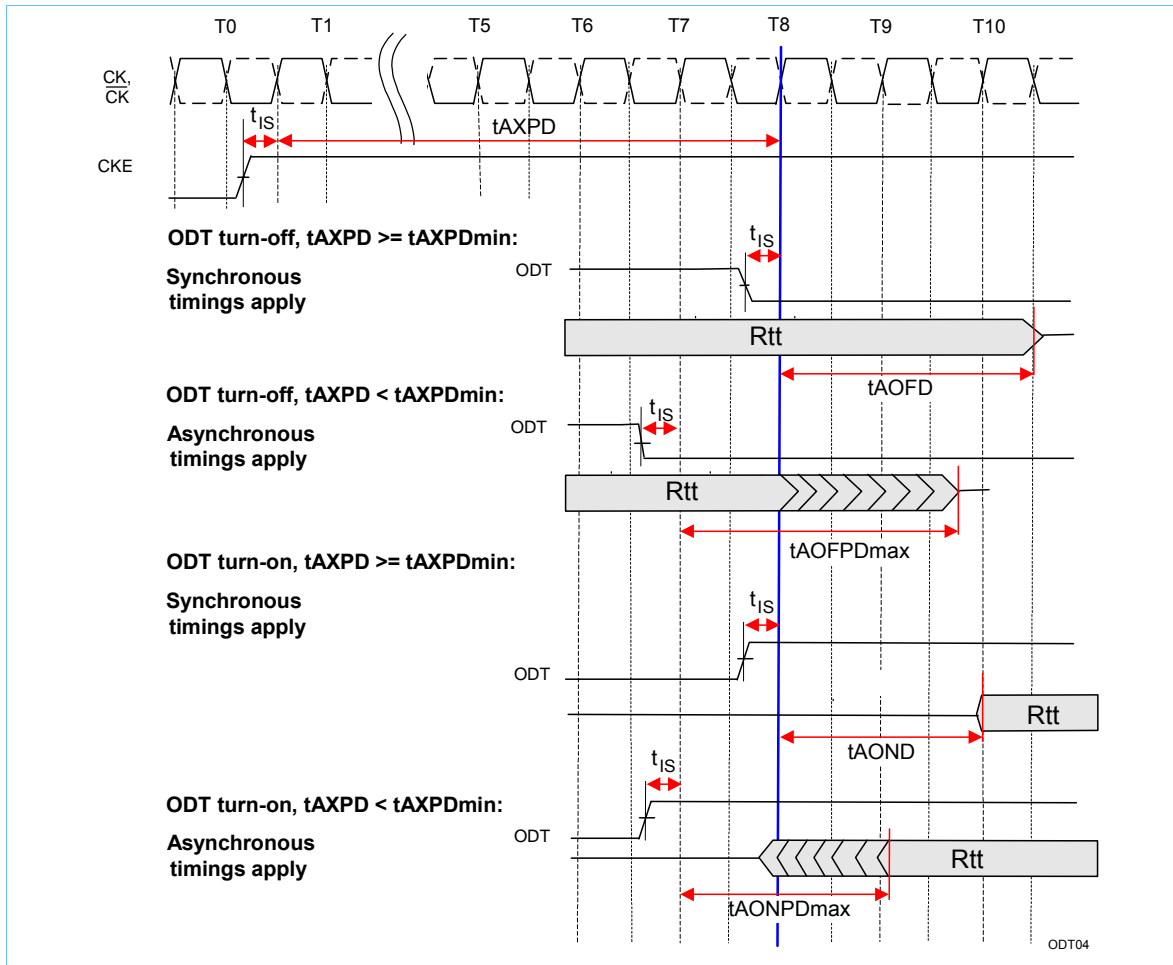 T0 T1 T5 T6 T7 T8 T9 T10
CK,
CK
tIS
tAXPD
CKE
ODT turn-off, tAXPD >= tAXPDmin:
tIS
Synchronous
timings apply
ODT
Rtt
tAOFD
ODT turn-off, tAXPD < tAXPDmin:
tIS
Asynchronous
timings apply
ODT
Rtt
tAOFPDmax
ODT turn-on, tAXPD >= tAXPDmin:
Synchronous
timings apply
tIS
ODT
Rtt
tAOND
tIS
ODT turn-on, tAXPD < tAXPDmin:
ODT
Asynchronous
timings apply
Rtt
tAONPDmax
ODT04